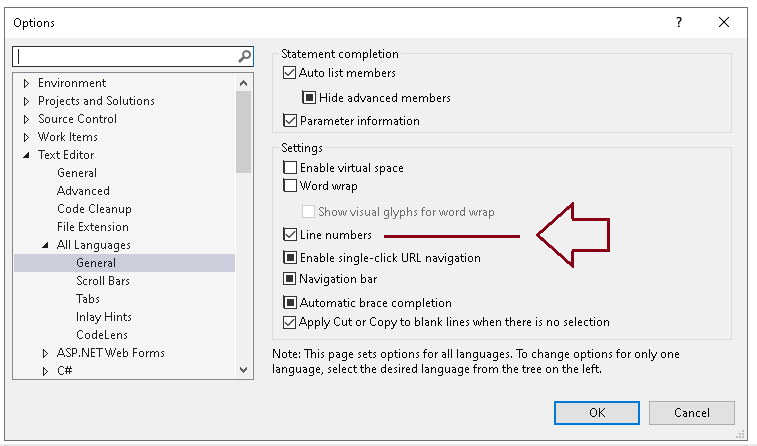 Options
?
Environment
Projects and Solutions
Source Control
Work Items
Text Editor
General
Advanced
Code Cleanup
File Extension
All Languages
General
Scroll Bars
Tabs
Inlay Hints
CodeLens
ASP.NET Web Forms
C#
Statement completion
Auto list members
Hide advanced members
Parameter information
Settings
Enable virtual space
Word wrap
Show visual glyphs for word wrap
Line numbers
Enable single-click URL navigation
Navigation bar
Automatic brace completion
Apply Cut or Copy to blank lines when there is no selection
Note: This page sets options for all languages. To change options for only one
language, select the desired language from the tree on the left.
OK
Cancel